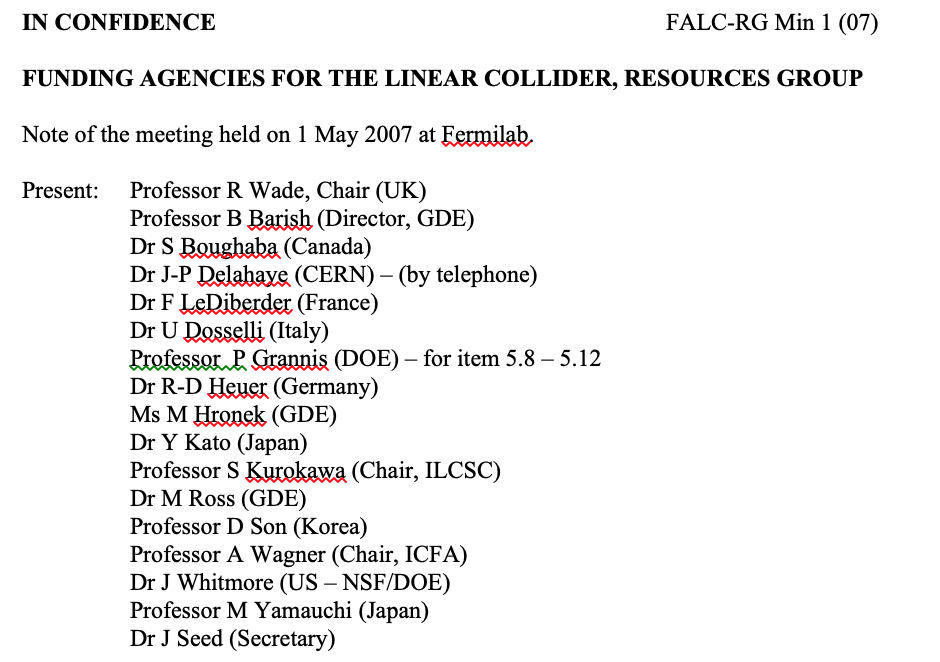 IN CONFIDENCE FALC-RG Min 1 (07)
FUNDING AGENCIES FOR THE LINEAR COLLIDER, RESOURCES GROUP
Note of the meeting held on 1 May 2007 at Fermilab.
Present: Professor R Wade, Chair (UK)
Professor B Barish (Director, GDE)
Dr S Boughaba (Canada)
Dr J-P Delahaye (CERN) – (by telephone)
Dr F LeDiberder (France)
Dr U Dosselli (Italy)
Professor  P Grannis (DOE) – for item 5.8 – 5.12
Dr R-D Heuer (Germany)
Ms M Hronek (GDE)
Dr Y Kato (Japan)
Professor S Kurokawa (Chair, ILCSC)
Dr M Ross (GDE)
Professor D Son (Korea)
Professor A Wagner (Chair, ICFA)
Dr J Whitmore (US – NSF/DOE)
Professor M Yamauchi (Japan)
Dr J Seed (Secretary)